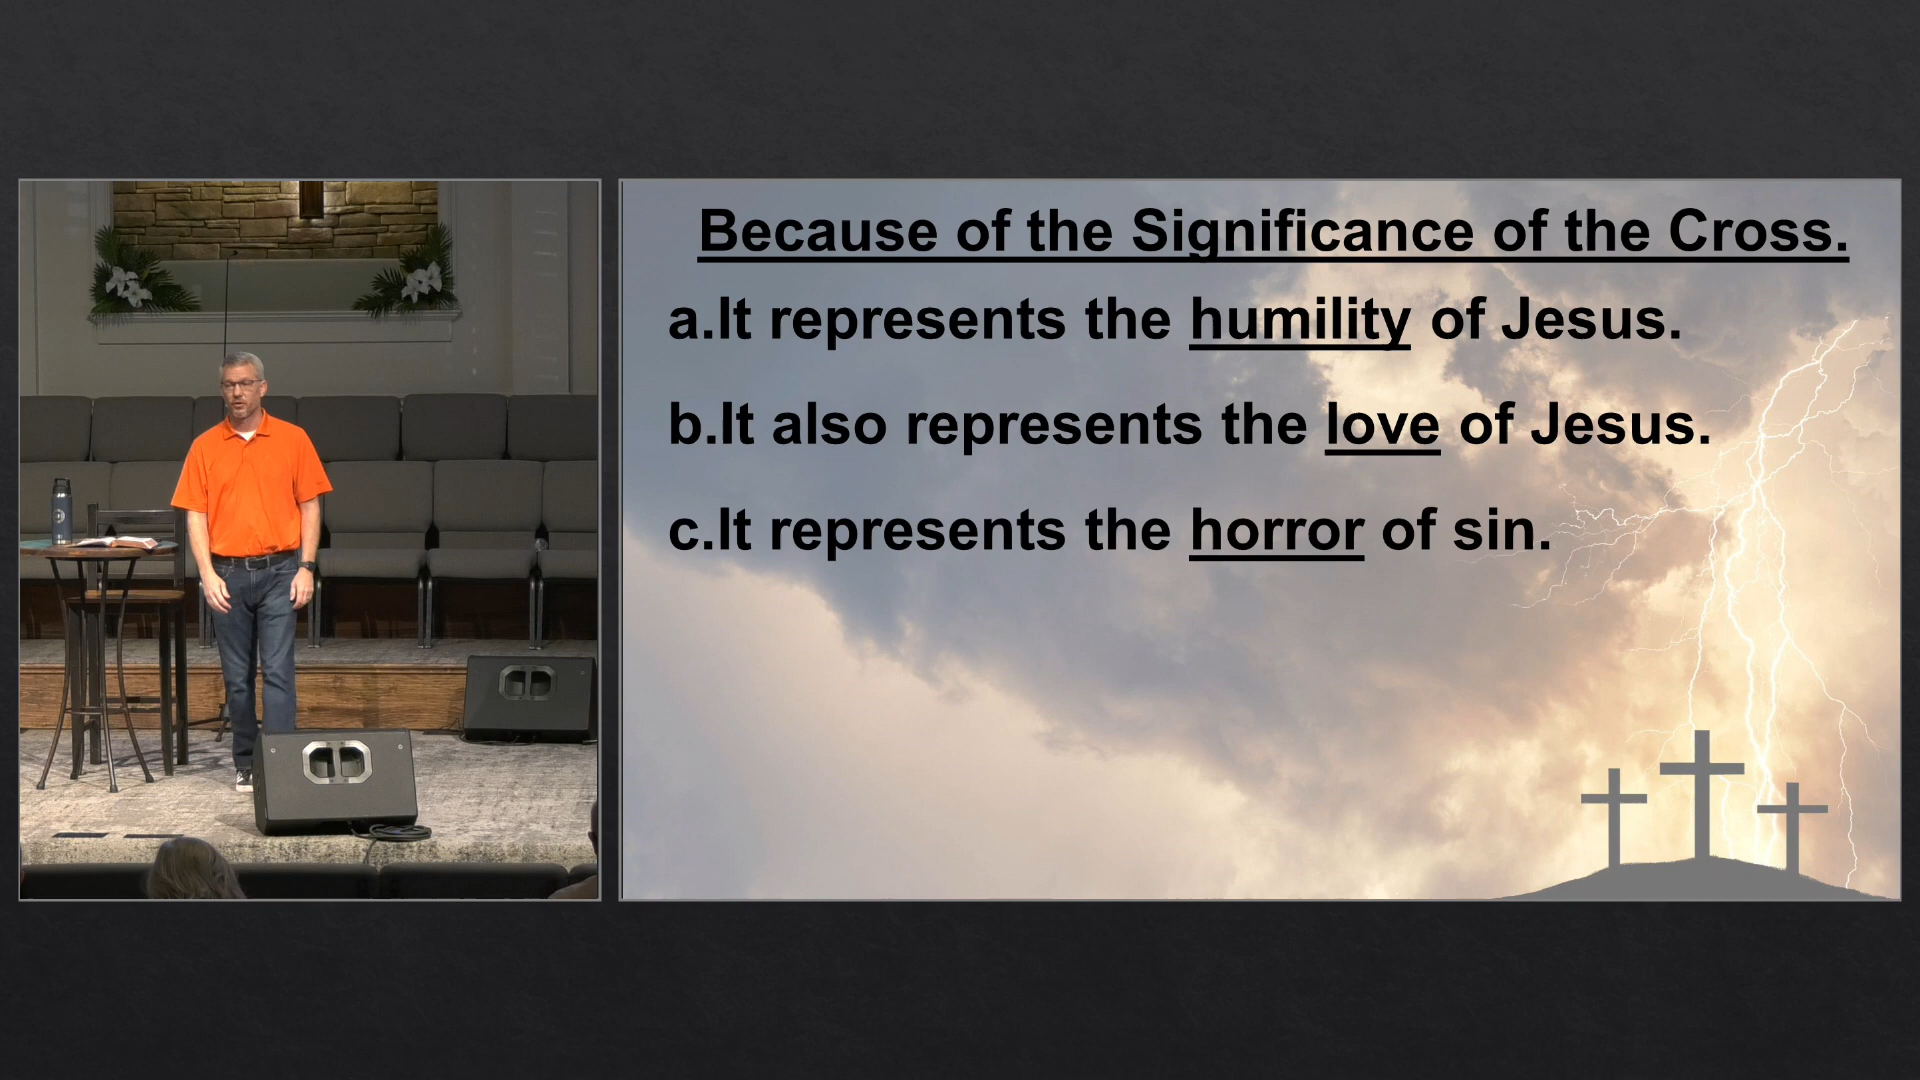 Because of the Significance of the Cross.
a.It represents the humility of Jesus.
b.It also represents the love of Jesus.
c.It represents the horror of sin.